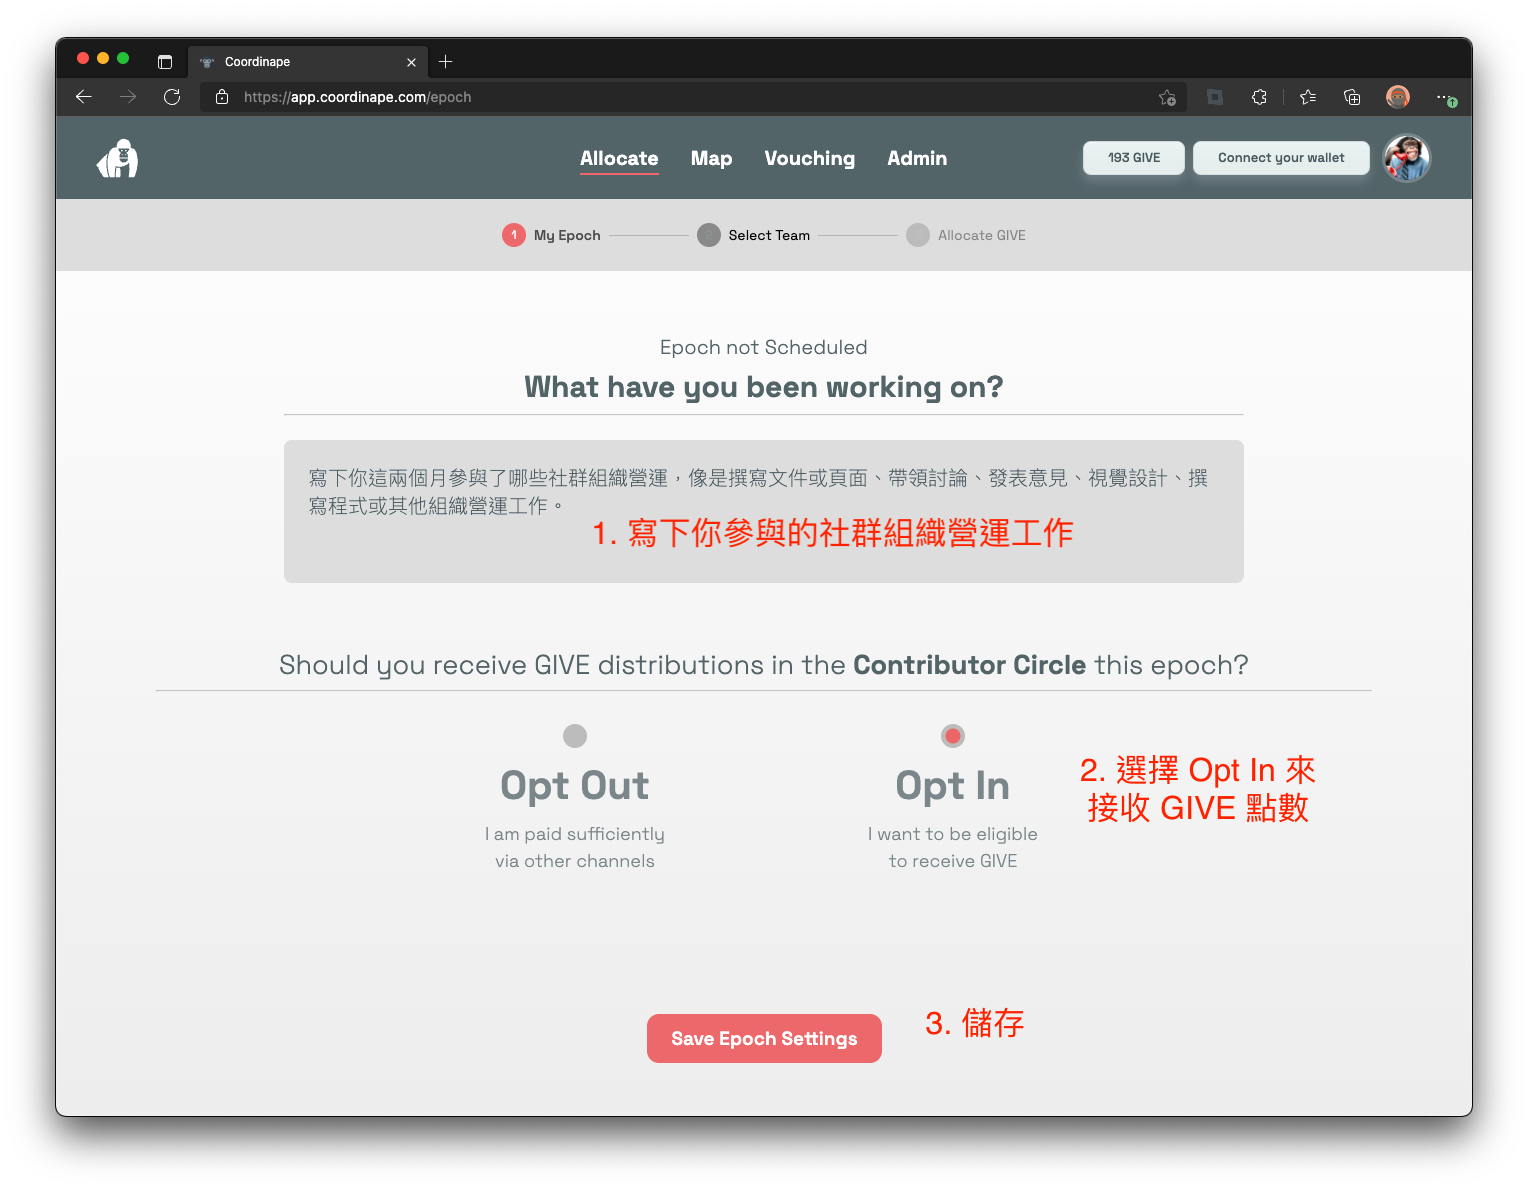 Coordinape
https://app.coordinape.com/epoch
Allocate Map Vouching Admin
193 GIVE
Connect your wallet
1 My Epoch 2 Select Team Allocate GIVE
Epoch not Scheduled
What have you been working on?
寫下你這兩個月參與了哪些社群組織營運，像是撰寫文件或頁面、帶領討論、發表意見、視覺設計、撰
寫程式或其他組織營運工作。
1. 寫下你參與的社群組織營運工作
Should you receive GIVE distributions in the Contributor Circle this epoch?
Opt Out
I am paid sufficiently
via other channels
Opt In
I want to be eligible
to receive GIVE
2. 選擇 Opt In 來
接收 GIVE 點數
Save Epoch Settings
3. 儲存